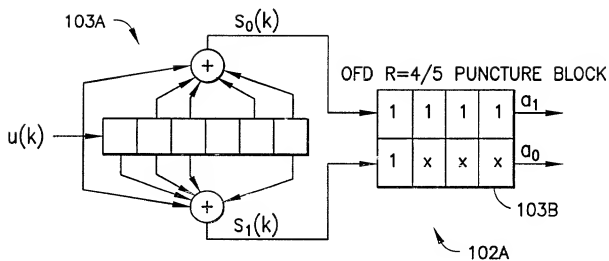 103A
s₀(k)
OFD R=4/5 PUNCTURE BLOCK
+
1 1 1 1 a₁
u(k)
1 x x x a₀
+
s₁(k)
103B
102A